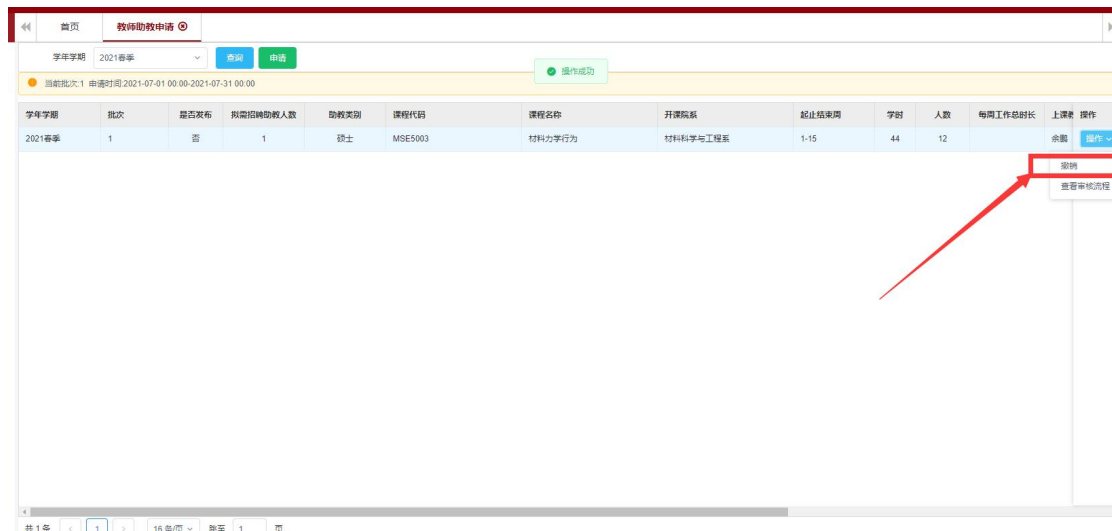 首页 教师助教申请
学年学期 2021春季 查询 申请
操作成功
当前批次:1 申请时间:2021-07-01 00:00-2021-07-31 00:00
学年学期 批次 是否发布 拟需招聘助教人数 助教类别 课程代码 课程名称 开课院系 起止结束周 学时 人数 每周工作总时长 上课教 操作
2021春季 1 否 1 硕士 MSE5003 材料力学行为 材料科学与工程系 1-15 44 12 余鹏 操作
撤销
查看审核流程
共1条 1 16条/页 跳至 1 页